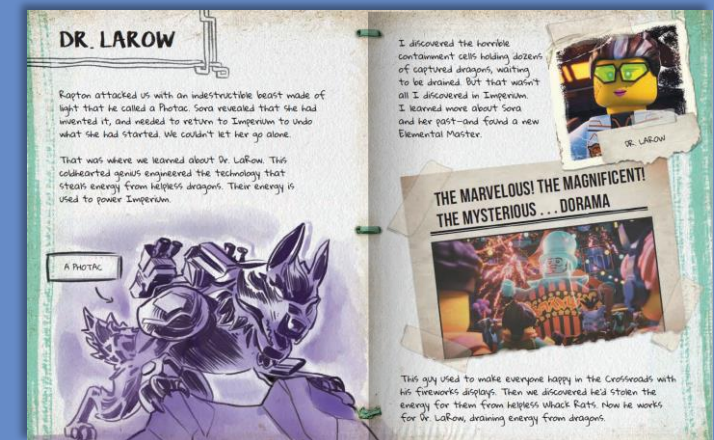 DR. LAROW
Rapton attacked us with an indestructible beast made of
light that he called a Photac. Sora revealed that she had
invented it, and needed to return to Imperium to undo
what she had started. We couldn't let her go alone.
That was where we learned about Dr. LaRow. This
coldhearted genius engineered the technology that
steals energy from helpless dragons. Their energy is
used to power Imperium.
A PHOTAC
I discovered the horrible
containment cells holding dozens
of captured dragons, waiting
to be drained. But that wasn't
all I discovered in Imperium.
I learned more about Sora
and her past—and found a new
Elemental Master.
DR. LAROW
THE MARVELOUS! THE MAGNIFICENT!
THE MYSTERIOUS . . . DORAMA
This guy used to make everyone happy in the Crossroads with
his fireworks displays. Then we discovered he'd stolen the
energy for them from helpless Whack Rats. Now he works
for Dr. LaRow, draining energy from dragons.